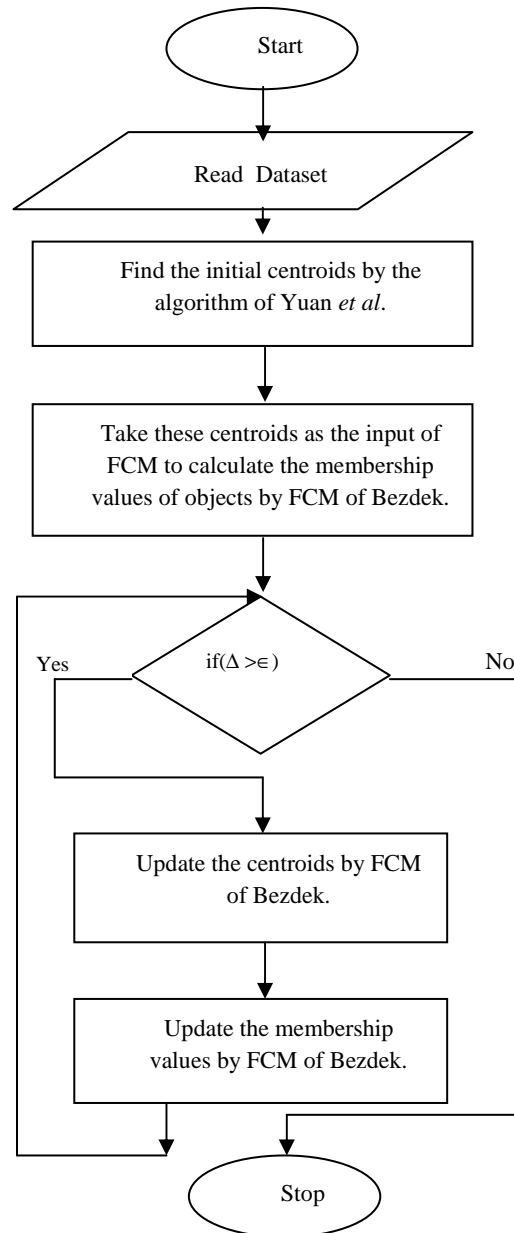 Start
Read Dataset
Find the initial centroids by the
algorithm of Yuan et al.
Take these centroids as the input of
FCM to calculate the membership
values of objects by FCM of Bezdek.
Yes
if(Δ >∈)
No
Update the centroids by FCM
of Bezdek.
Update the membership
values by FCM of Bezdek.
Stop